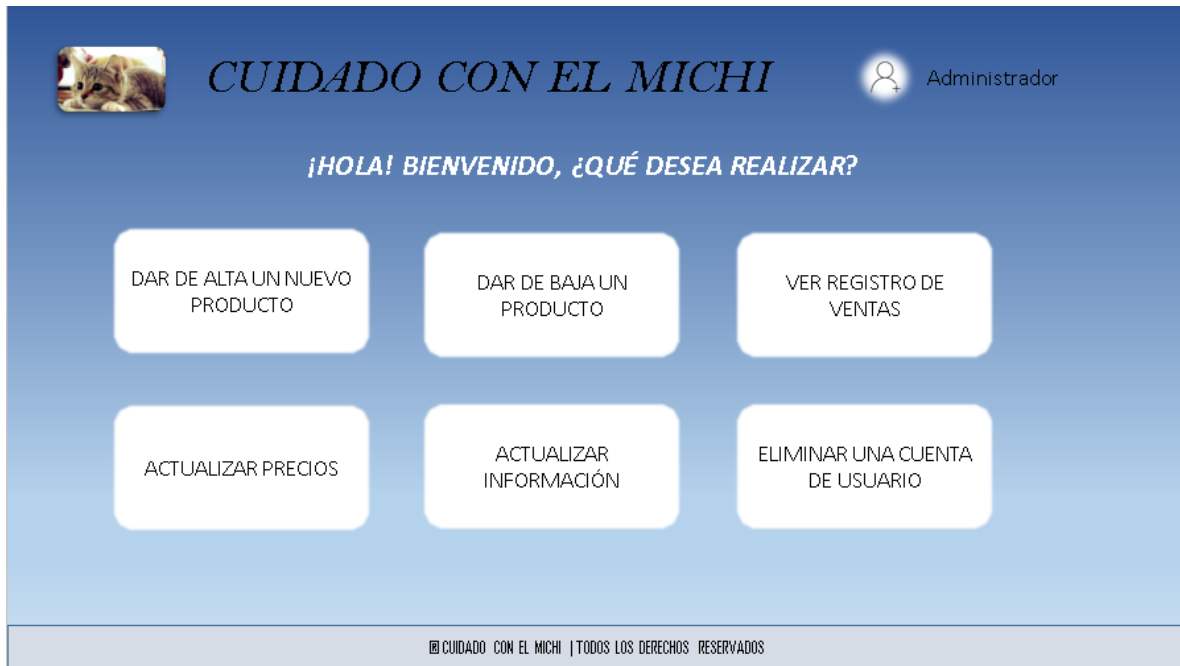 CUIDADO CON EL MICHI
Administrador
¡HOLA! BIENVENIDO, ¿QUÉ DESEA REALIZAR?
DAR DE ALTA UN NUEVO
PRODUCTO
DAR DE BAJA UN
PRODUCTO
VER REGISTRO DE
VENTAS
ACTUALIZAR PRECIOS
ACTUALIZAR
INFORMACIÓN
ELIMINAR UNA CUENTA
DE USUARIO
® CUIDADO CON EL MICHI | TODOS LOS DERECHOS RESERVADOS